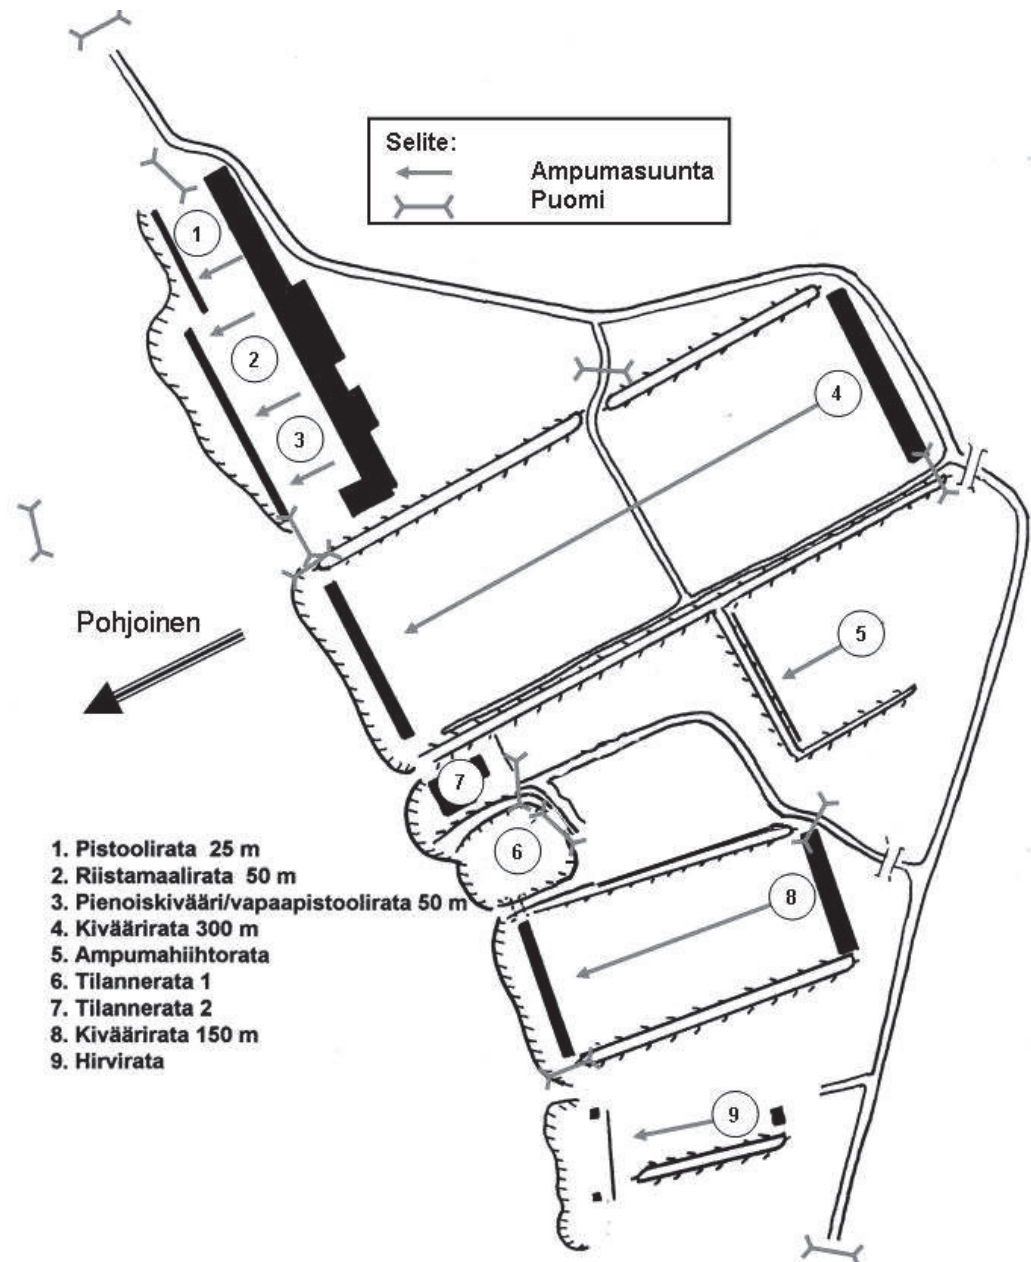 Selite:
Ampumasuunta
Puomi
1
2
3
4
5
Pohjoinen
7
6
8
9
1. Pistoolirata 25 m
2. Riistamaalirata 50 m
3. Pienoiskivääri/vapaapistoolirata 50 m
4. Kiväärirata 300 m
5. Ampumahiihtorata
6. Tilannerata 1
7. Tilannerata 2
8. Kiväärirata 150 m
9. Hirvirata